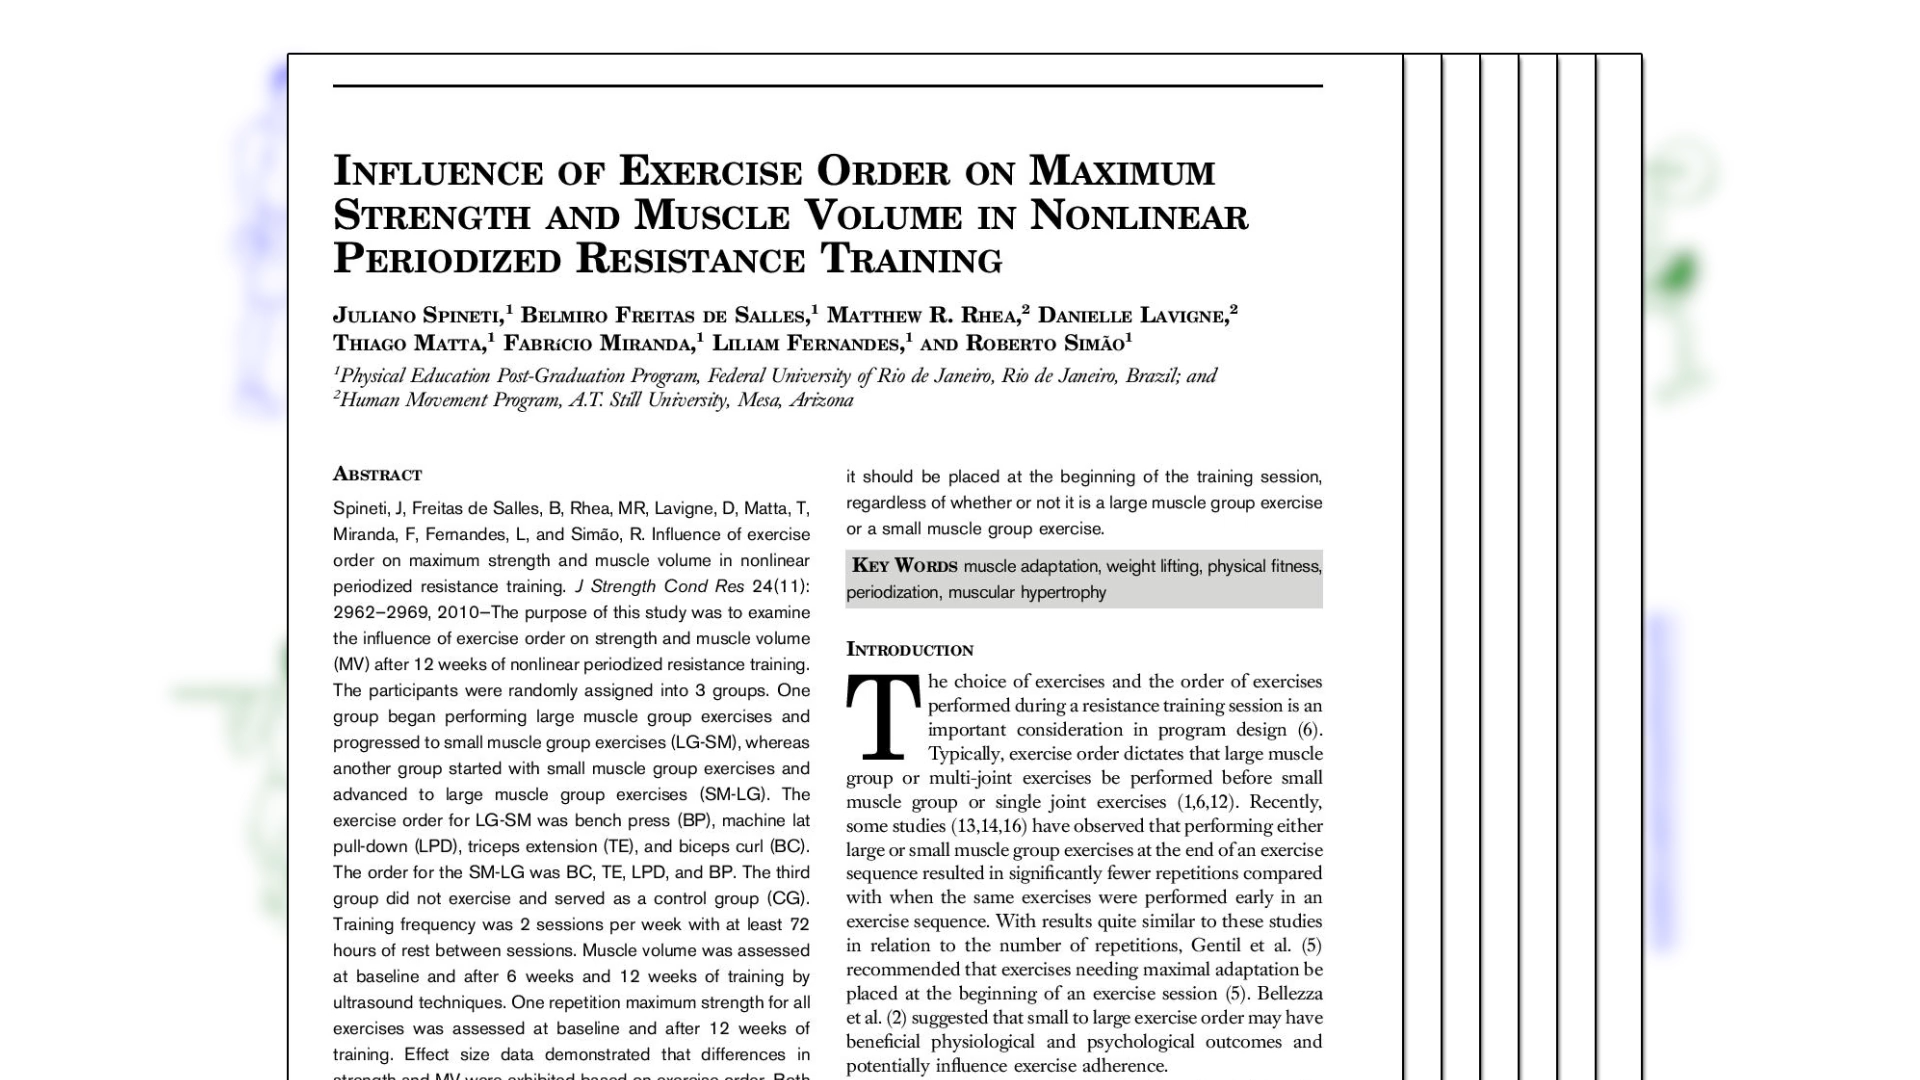 INFLUENCE OF EXERCISE ORDER ON MAXIMUM
STRENGTH AND MUSCLE VOLUME IN NONLINEAR
PERIODIZED RESISTANCE TRAINING
JULIANO SPINETI,1 BELMIRO FREITAS DE SALLES,1 MATTHEW R. RHEA,2 DANIELLE LAVIGNE,2
THIAGO MATTA,1 FABRíCIO MIRANDA,1 LILIAM FERNANDES,1 AND ROBERTO SIMÃO1
1Physical Education Post-Graduation Program, Federal University of Rio de Janeiro, Rio de Janeiro, Brazil; and
2Human Movement Program, A.T. Still University, Mesa, Arizona
ABSTRACT
Spineti, J, Freitas de Salles, B, Rhea, MR, Lavigne, D, Matta, T,
Miranda, F, Fernandes, L, and Simão, R. Influence of exercise
order on maximum strength and muscle volume in nonlinear
periodized resistance training. J Strength Cond Res 24(11):
2962–2969, 2010—The purpose of this study was to examine
the influence of exercise order on strength and muscle volume
(MV) after 12 weeks of nonlinear periodized resistance training.
The participants were randomly assigned into 3 groups. One
group began performing large muscle group exercises and
progressed to small muscle group exercises (LG-SM), whereas
another group started with small muscle group exercises and
advanced to large muscle group exercises (SM-LG). The
exercise order for LG-SM was bench press (BP), machine lat
pull-down (LPD), triceps extension (TE), and biceps curl (BC).
The order for the SM-LG was BC, TE, LPD, and BP. The third
group did not exercise and served as a control group (CG).
Training frequency was 2 sessions per week with at least 72
hours of rest between sessions. Muscle volume was assessed
at baseline and after 6 weeks and 12 weeks of training by
ultrasound techniques. One repetition maximum strength for all
exercises was assessed at baseline and after 12 weeks of
training. Effect size data demonstrated that differences in
strength and MV were exhibited based on exercise order. Both
it should be placed at the beginning of the training session,
regardless of whether or not it is a large muscle group exercise
or a small muscle group exercise.
KEY WORDS muscle adaptation, weight lifting, physical fitness,
periodization, muscular hypertrophy
INTRODUCTION
The choice of exercises and the order of exercises
performed during a resistance training session is an
important consideration in program design (6).
Typically, exercise order dictates that large muscle
group or multi-joint exercises be performed before small
muscle group or single joint exercises (1,6,12). Recently,
some studies (13,14,16) have observed that performing either
large or small muscle group exercises at the end of an exercise
sequence resulted in significantly fewer repetitions compared
with when the same exercises were performed early in an
exercise sequence. With results quite similar to these studies
in relation to the number of repetitions, Gentil et al. (5)
recommended that exercises needing maximal adaptation be
placed at the beginning of an exercise session (5). Bellezza
et al. (2) suggested that small to large exercise order may have
beneficial physiological and psychological outcomes and
potentially influence exercise adherence.